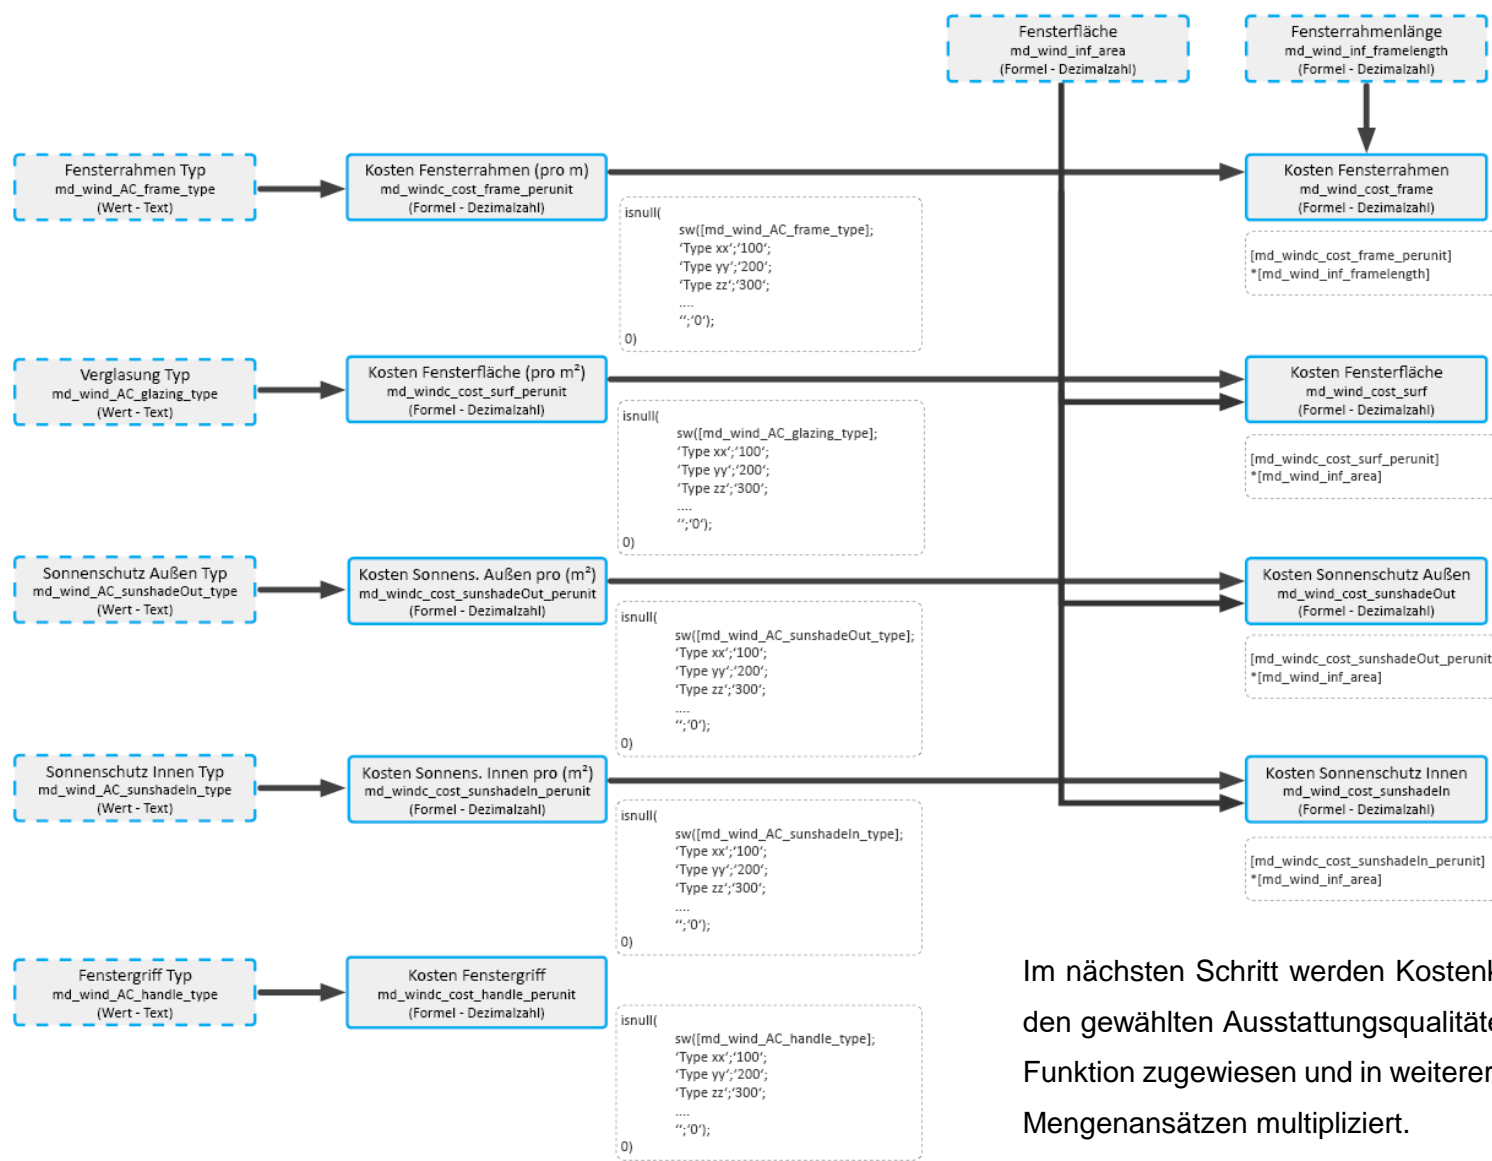 Fensterfläche
md_wind_inf_area
(Formel - Dezimalzahl)
Fensterrahmenlänge
md_wind_inf_framelength
(Formel - Dezimalzahl)
Fensterrahmen Typ
md_wind_AC_frame_type
(Wert - Text)
Kosten Fensterrahmen (pro m)
md_windc_cost_frame_perunit
(Formel - Dezimalzahl)
isnull(
sw([md_wind_AC_frame_type];
‘Type xx‘;‘100‘;
‘Type yy‘;‘200‘;
‘Type zz‘;‘300‘;
....
‘‘;‘0‘);
0)
Kosten Fensterrahmen
md_wind_cost_frame
(Formel - Dezimalzahl)
[md_windc_cost_frame_perunit]
*[md_wind_inf_framelength]
Verglasung Typ
md_wind_AC_glazing_type
(Wert - Text)
Kosten Fensterfläche (pro m²)
md_windc_cost_surf_perunit
(Formel - Dezimalzahl)
isnull(
sw([md_wind_AC_glazing_type];
‘Type xx‘;‘100‘;
‘Type yy‘;‘200‘;
‘Type zz‘;‘300‘;
....
‘‘;‘0‘);
0)
Kosten Fensterfläche
md_wind_cost_surf
(Formel - Dezimalzahl)
[md_windc_cost_surf_perunit]
*[md_wind_inf_area]
Sonnenschutz Außen Typ
md_wind_AC_sunshadeOut_type
(Wert - Text)
Kosten Sonnens. Außen pro (m²)
md_windc_cost_sunshadeOut_perunit
(Formel - Dezimalzahl)
isnull(
sw([md_wind_AC_sunshadeOut_type];
‘Type xx‘;‘100‘;
‘Type yy‘;‘200‘;
‘Type zz‘;‘300‘;
....
‘‘;‘0‘);
0)
Kosten Sonnenschutz Außen
md_wind_cost_sunshadeOut
(Formel - Dezimalzahl)
[md_windc_cost_sunshadeOut_perunit
*[md_wind_inf_area]
Sonnenschutz Innen Typ
md_wind_AC_sunshadeIn_type
(Wert - Text)
Kosten Sonnens. Innen pro (m²)
md_windc_cost_sunshadeIn_perunit
(Formel - Dezimalzahl)
isnull(
sw([md_wind_AC_sunshadeIn_type];
‘Type xx‘;‘100‘;
‘Type yy‘;‘200‘;
‘Type zz‘;‘300‘;
....
‘‘;‘0‘);
0)
Kosten Sonnenschutz Innen
md_wind_cost_sunshadeIn
(Formel - Dezimalzahl)
[md_windc_cost_sunshadeIn_perunit]
*[md_wind_inf_area]
Fenstergriff Typ
md_wind_AC_handle_type
(Wert - Text)
Kosten Fenstergriff
md_windc_cost_handle_perunit
(Formel - Dezimalzahl)
isnull(
sw([md_wind_AC_handle_type];
‘Type xx‘;‘100‘;
‘Type yy‘;‘200‘;
‘Type zz‘;‘300‘;
....
‘‘;‘0‘);
0)
Im nächsten Schritt werden
den gewählten
Funktion zugewiesen und in weiterer
Mengenansätzen multipliziert.